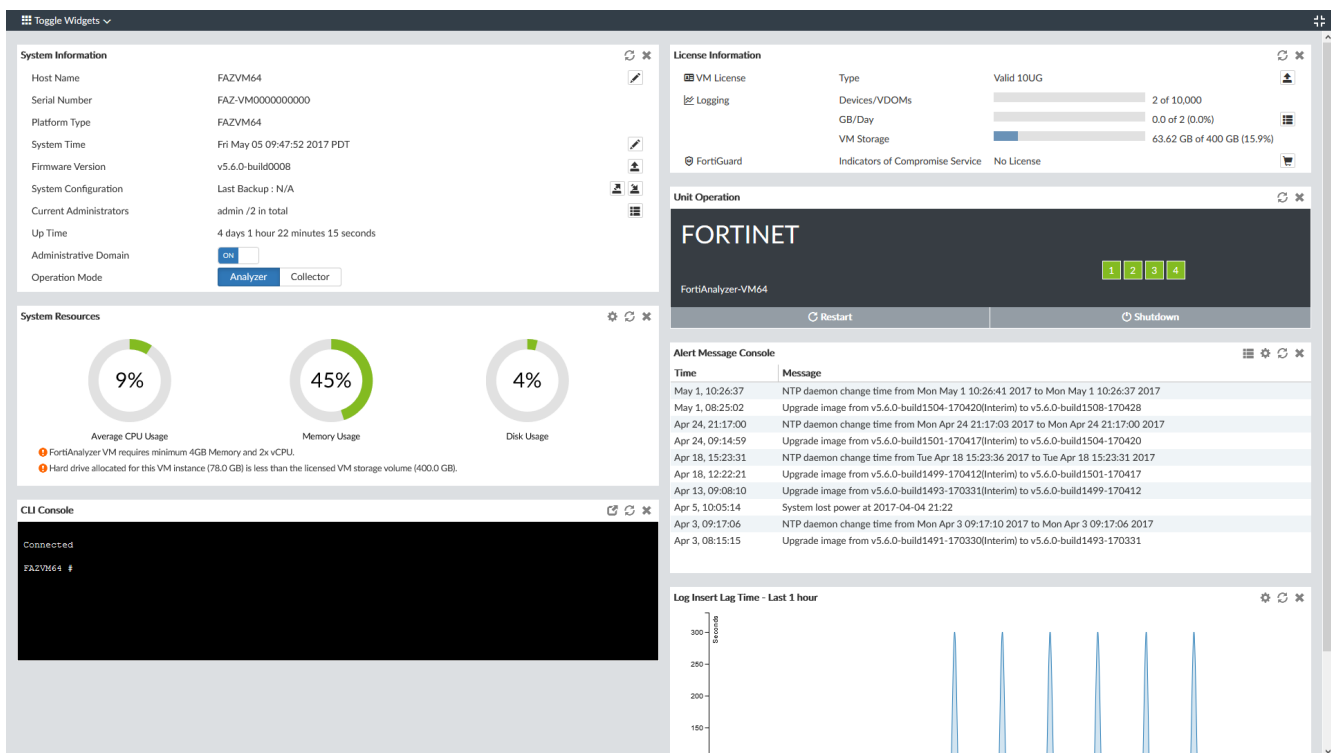 Toggle Widgets
System Information
Host Name FAZVM64
Serial Number FAZ-VM0000000000
Platform Type FAZVM64
System Time Fri May 05 09:47:52 2017 PDT
Firmware Version v5.6.0-build0008
System Configuration Last Backup : N/A
Current Administrators admin /2 in total
Up Time 4 days 1 hour 22 minutes 15 seconds
Administrative Domain ON
Operation Mode Analyzer Collector
System Resources
9% 45% 4%
Average CPU Usage Memory Usage Disk Usage
FortiAnalyzer VM requires minimum 4GB Memory and 2x vCPU.
Hard drive allocated for this VM instance (78.0 GB) is less than the licensed VM storage volume (400.0 GB).
CLI Console
Connected
FAZVM64 #
License Information
VM License Type Valid 10UG
Logging Devices/VDOMs 2 of 10,000
GB/Day 0.0 of 2 (0.0%)
VM Storage 63.62 GB of 400 GB (15.9%)
FortiGuard Indicators of Compromise Service No License
Unit Operation
FORTINET
1 2 3 4
FortiAnalyzer-VM64
Restart Shutdown
Alert Message Console
Time Message
May 1, 10:26:37 NTP daemon change time from Mon May 1 10:26:41 2017 to Mon May 1 10:26:37 2017
May 1, 08:25:02 Upgrade image from v5.6.0-build1504-170420(Interim) to v5.6.0-build1508-170428
Apr 24, 21:17:00 NTP daemon change time from Mon Apr 24 21:17:03 2017 to Mon Apr 24 21:17:00 2017
Apr 24, 09:14:59 Upgrade image from v5.6.0-build1501-170417(Interim) to v5.6.0-build1504-170420
Apr 18, 15:23:31 NTP daemon change time from Tue Apr 18 15:23:36 2017 to Tue Apr 18 15:23:31 2017
Apr 18, 12:22:21 Upgrade image from v5.6.0-build1499-170412(Interim) to v5.6.0-build1501-170417
Apr 13, 09:08:10 Upgrade image from v5.6.0-build1493-170331(Interim) to v5.6.0-build1499-170412
Apr 5, 10:05:14 System lost power at 2017-04-04 21:22
Apr 3, 09:17:06 NTP daemon change time from Mon Apr 3 09:17:10 2017 to Mon Apr 3 09:17:06 2017
Apr 3, 08:15:15 Upgrade image from v5.6.0-build1491-170330(Interim) to v5.6.0-build1493-170331
Log Insert Lag Time - Last 1 hour
Seconds
300
250
200
150